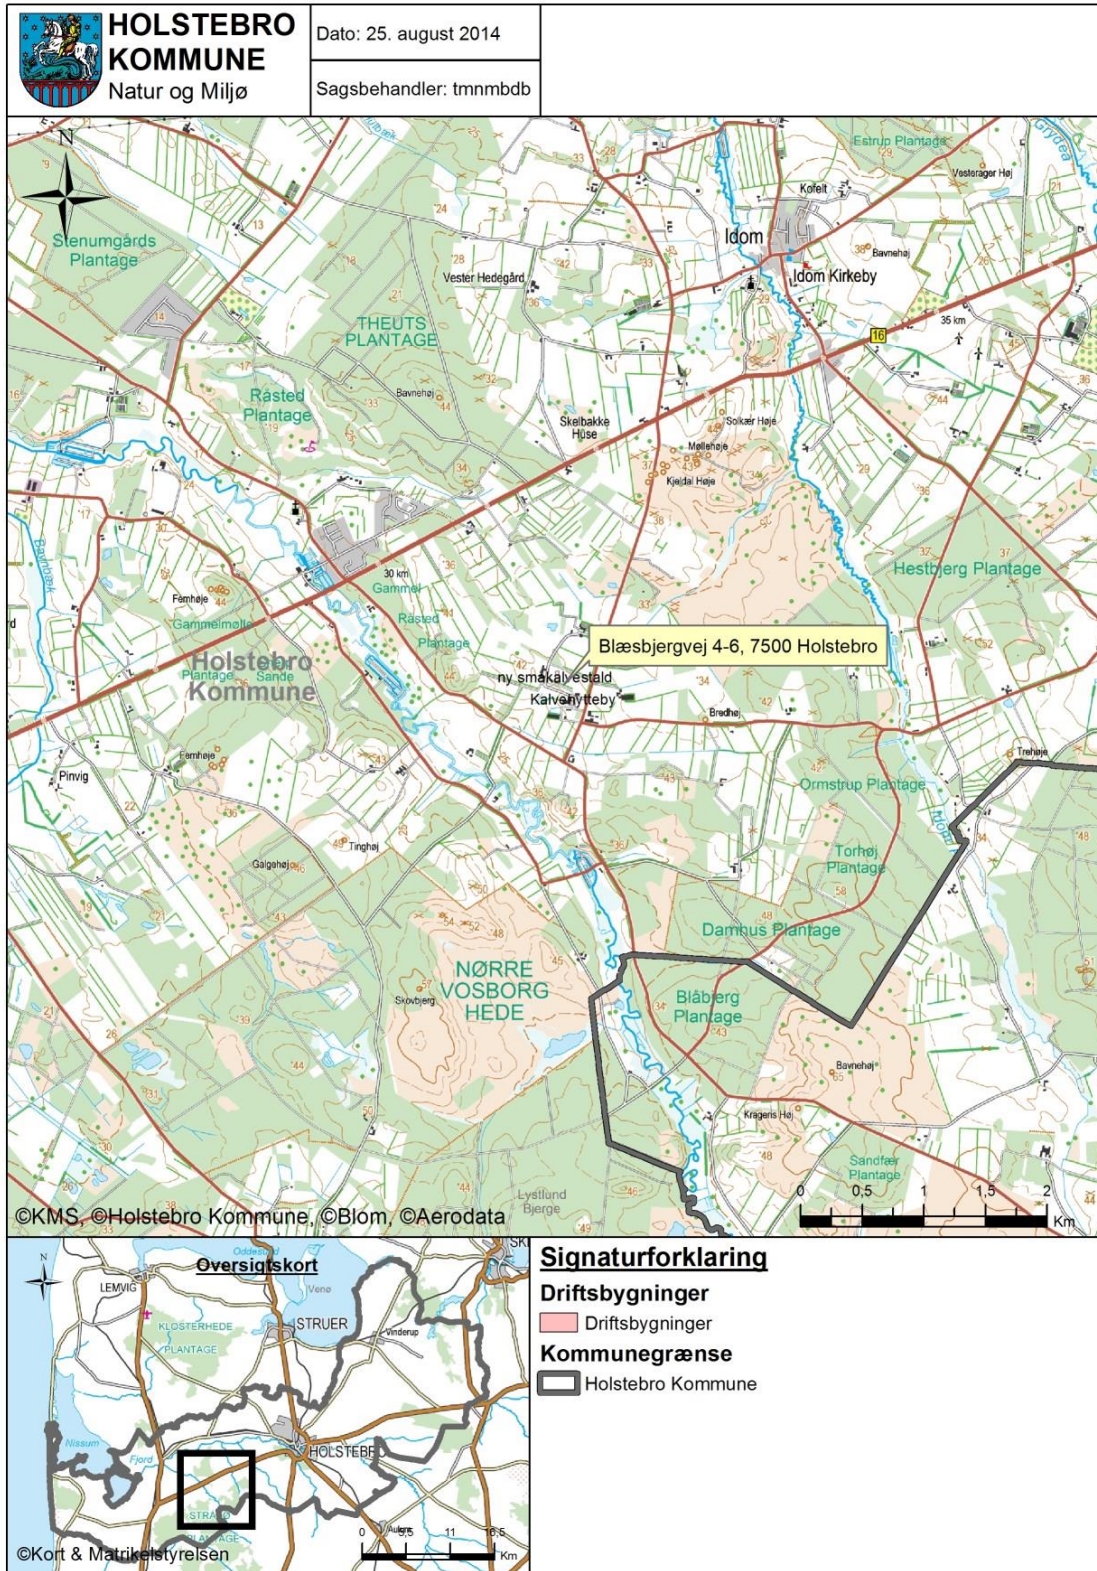 HOLSTEBRO
KOMMUNE
Natur og Miljø
Dato: 25. august 2014
Sagsbehandler: tmnmbdb
N
Estrup Plantage
Vesterager Høj
Kofelt
Idom
Bavnehøj
Idom Kirkeby
Stenumgårds
Plantage
Vester Hedegård
THEUTS
PLANTAGE
16
35 km
Råsted
Plantage
Bavnehøj
Skelbakke
Huse
Solkær Høje
Møllehøje
Kjeldal Høje
Hestbjerg Plantage
30 km
Gammel
Råsted
Plantage
Fernhøje
Gammelmølle
Plantage
Sande
Holstebro
Kommune
Blæsbjergvej 4-6, 7500 Holstebro
ny småkalvestald
Kalvehytteby
Bredhøj
Trehøje
Fernhøje
Pinvig
Ormstrup Plantage
Tinghøj
Galgehøj
Torhøj
Plantage
Damhus Plantage
NØRRE
VOSBORG
HEDE
Skovbjerg
Blåbjerg
Plantage
Bavnehøj
Krageris Høj
Sandfær
Plantage
Lystlund
Bjerge
0 0,5 1 1,5 2
Km
©KMS, ©Holstebro Kommune, ©Blom, ©Aerodata
Oversigtskort
N
Oddesund
LEMVIG
Venø
KLOSTERHEDE
PLANTAGE
STRUER
Vinderup
Nissum
Fjord
HOLSTEBRO
PLANTAGE
0 5,5 11 16,5
Km
©Kort & Matrikelstyrelsen
Signaturforklaring
Driftsbygninger
Driftsbygninger
Kommunegrænse
Holstebro Kommune